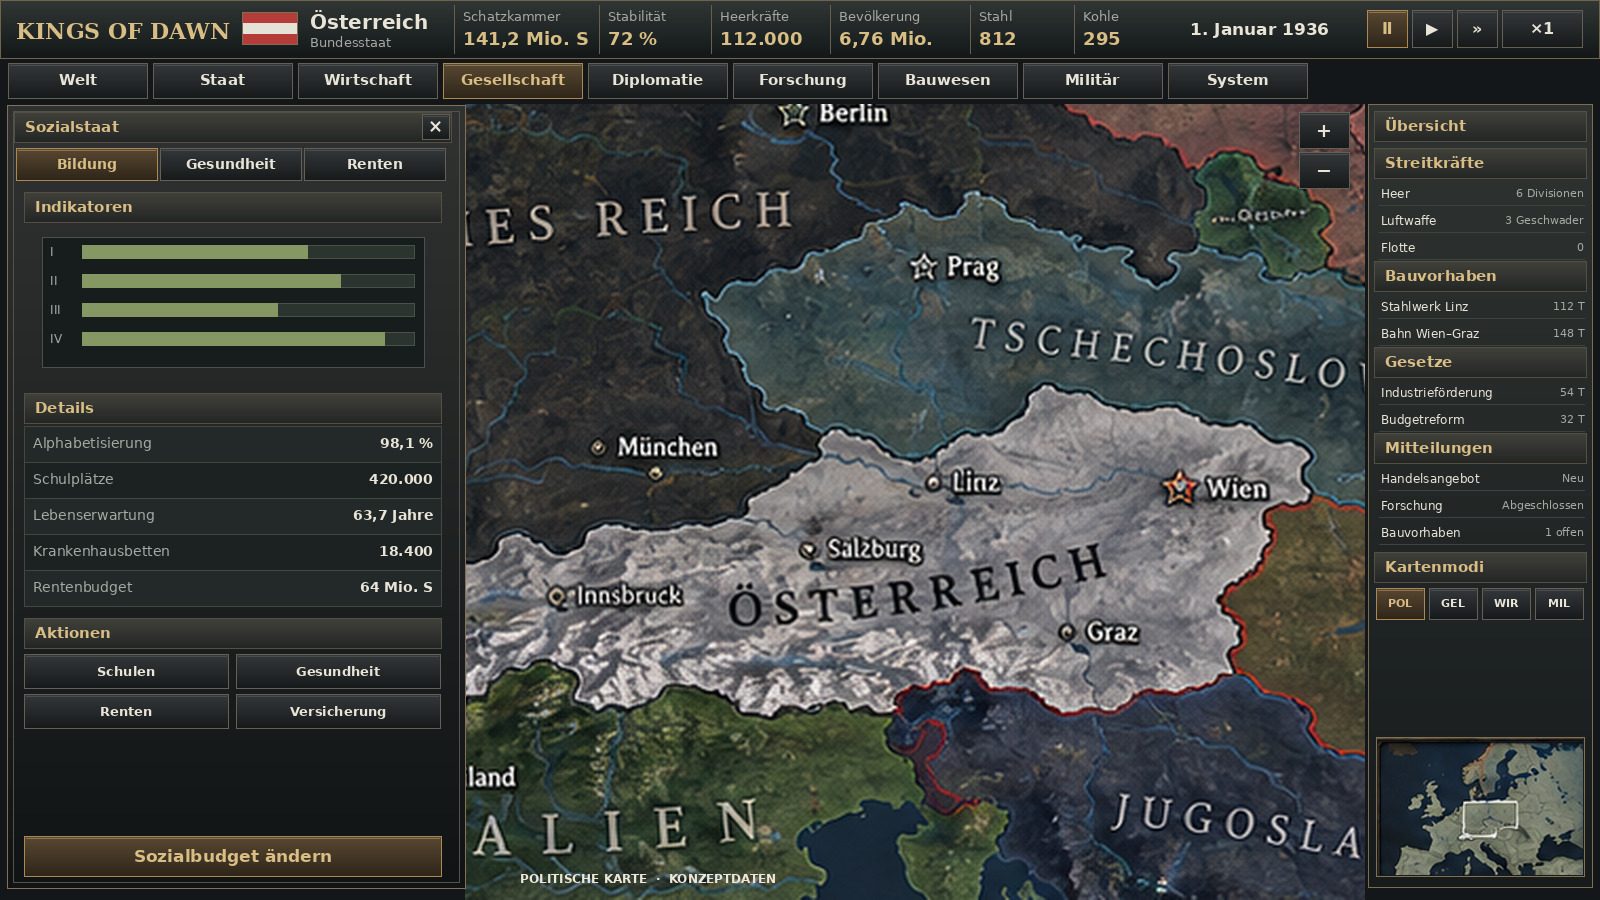 KINGS OF DAWN
Österreich
Bundesstaat
Schatzkammer
141,2 Mio. S
Stabilität
72 %
Heerkräfte
112.000
Bevölkerung
6,76 Mio.
Stahl
812
Kohle
295
1. Januar 1936
II
▶
»
×1
Welt
Staat
Wirtschaft
Gesellschaft
Diplomatie
Forschung
Bauwesen
Militär
System
Sozialstaat
×
Bildung
Gesundheit
Renten
Indikatoren
I
II
III
IV
Details
Alphabetisierung 98,1 %
Schulplätze 420.000
Lebenserwartung 63,7 Jahre
Krankenhausbetten 18.400
Rentenbudget 64 Mio. S
Aktionen
Schulen
Gesundheit
Renten
Versicherung
Sozialbudget ändern
Berlin
ES REICH
Prag
TSCHECHOSLO
München
Linz
Wien
Salzburg
ÖSTERREICH
Innsbruck
Graz
land
ALIEN
JUGOSLA
POLITISCHE KARTE · KONZEPTDATEN
+
−
Übersicht
Streitkräfte
Heer 6 Divisionen
Luftwaffe 3 Geschwader
Flotte 0
Bauvorhaben
Stahlwerk Linz 112 T
Bahn Wien–Graz 148 T
Gesetze
Industrieförderung 54 T
Budgetreform 32 T
Mitteilungen
Handelsangebot Neu
Forschung Abgeschlossen
Bauvorhaben 1 offen
Kartenmodi
POL
GEL
WIR
MIL